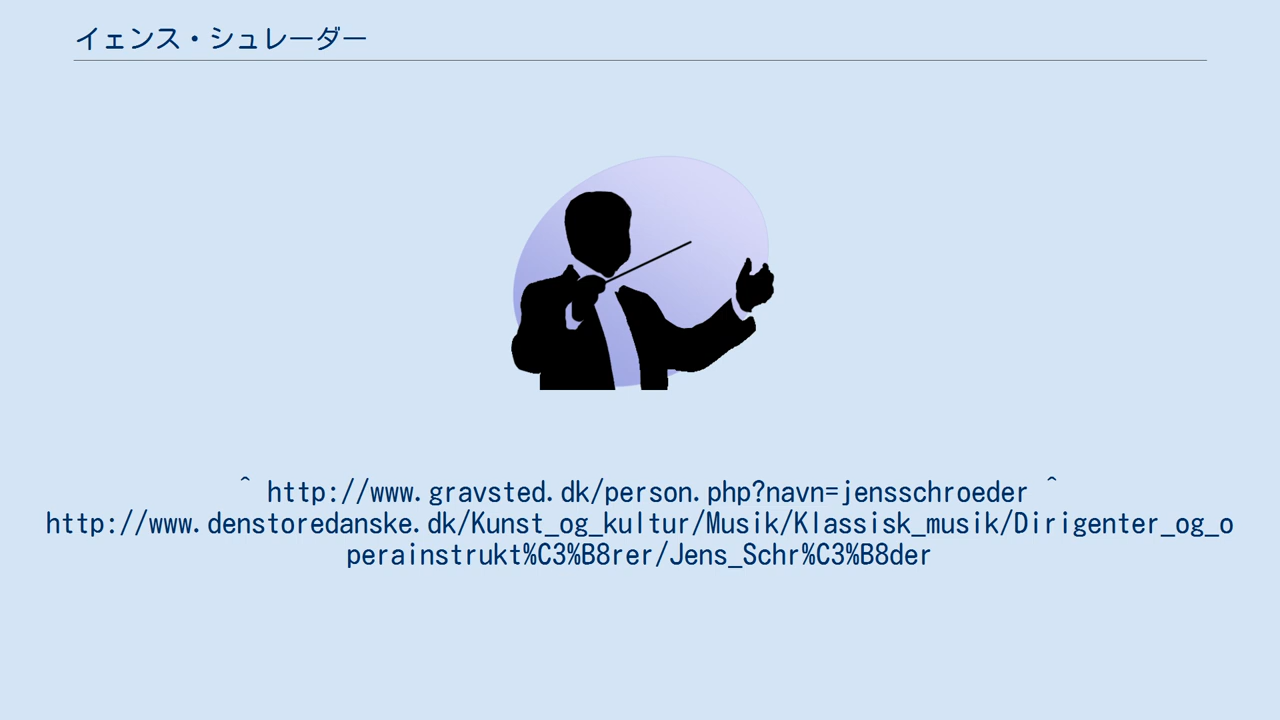 イェンス・シュレーダー
^ http://www.gravsted.dk/person.php?navn=jensschroeder ^
http://www.denstoredanske.dk/Kunst_og_kultur/Musik/Klassisk_musik/Dirigenter_og_o
perainstrukt%C3%B8rer/Jens_Schr%C3%B8der